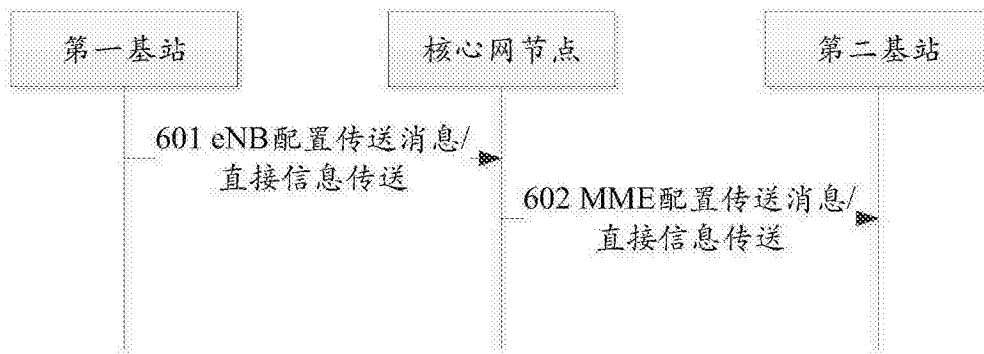 第一基站
核心网节点
第二基站
601 eNB配置传送消息/
直接信息传送
602 MME配置传送消息/
直接信息传送